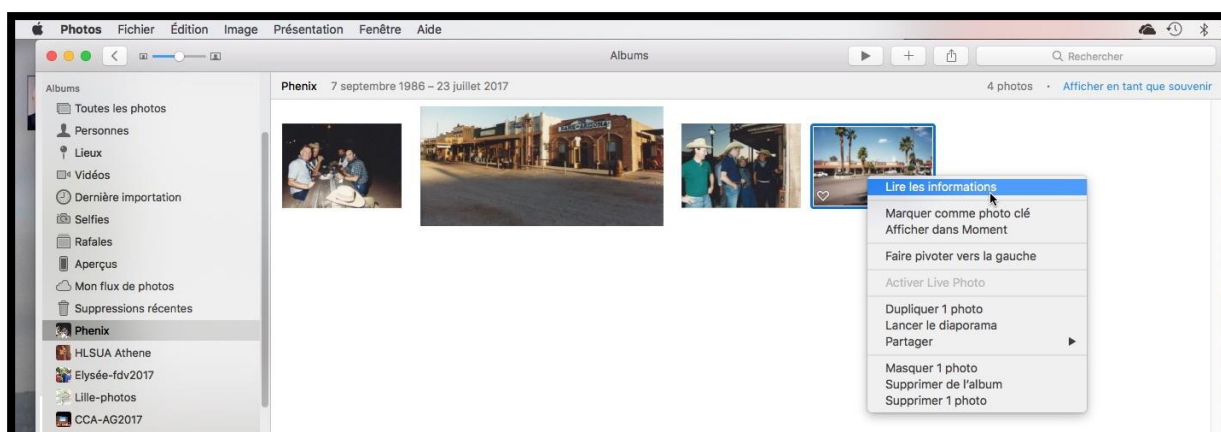 Photos Fichier Édition Image Présentation Fenêtre Aide
Albums
Rechercher
Albums
Toutes les photos
Personnes
Lieux
Vidéos
Dernière importation
Selfies
Rafales
Aperçus
Mon flux de photos
Suppressions récentes
Phenix
HLSUA Athene
Elysée-fdv2017
Lille-photos
CCA-AG2017
Phenix 7 septembre 1986 – 23 juillet 2017
4 photos · Afficher en tant que souvenir
Lire les informations
Marquer comme photo clé
Afficher dans Moment
Faire pivoter vers la gauche
Activer Live Photo
Dupliquer 1 photo
Lancer le diaporama
Partager
Masquer 1 photo
Supprimer de l'album
Supprimer 1 photo